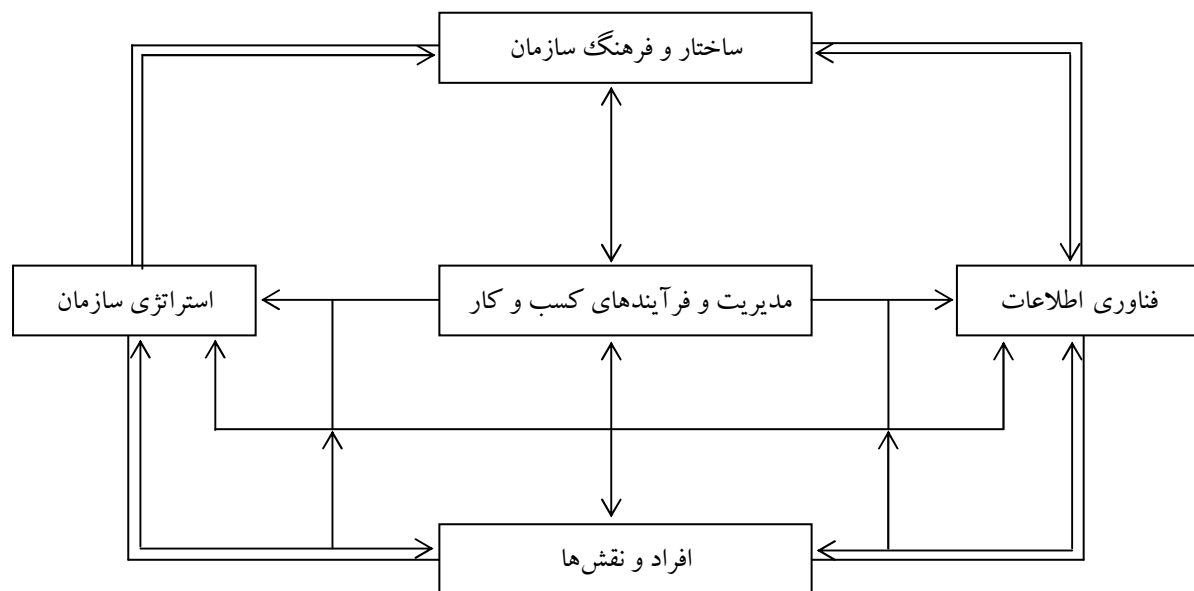 ساختار و فرهنگ سازمان
فناوری اطلاعات
مدیریت و فرآیندهای کسب و کار
استراتژی سازمان
افراد و نقش‌ها